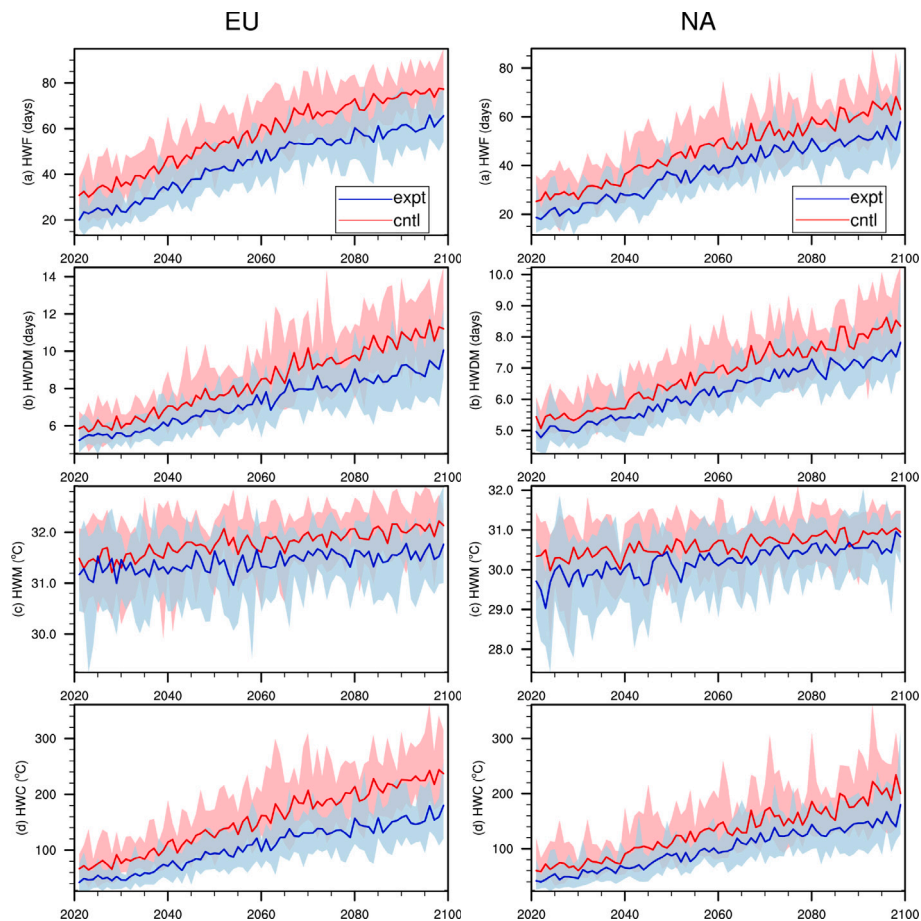 EU
NA
(a) HWF (days)
80
60
40
20
expt
cntl
2020 2040 2060 2080 2100
(a) HWF (days)
80
60
40
20
expt
cntl
2020 2040 2060 2080 2100
(b) HWDM (days)
14
12
10
8
6
2020 2040 2060 2080 2100
(b) HWDM (days)
10.0
9.0
8.0
7.0
6.0
5.0
2020 2040 2060 2080 2100
(c) HWM (°C)
32.0
31.0
30.0
2020 2040 2060 2080 2100
(c) HWM (°C)
32.0
31.0
30.0
29.0
28.0
2020 2040 2060 2080 2100
(d) HWC (°C)
300
200
100
2020 2040 2060 2080 2100
(d) HWC (°C)
300
200
100
2020 2040 2060 2080 2100